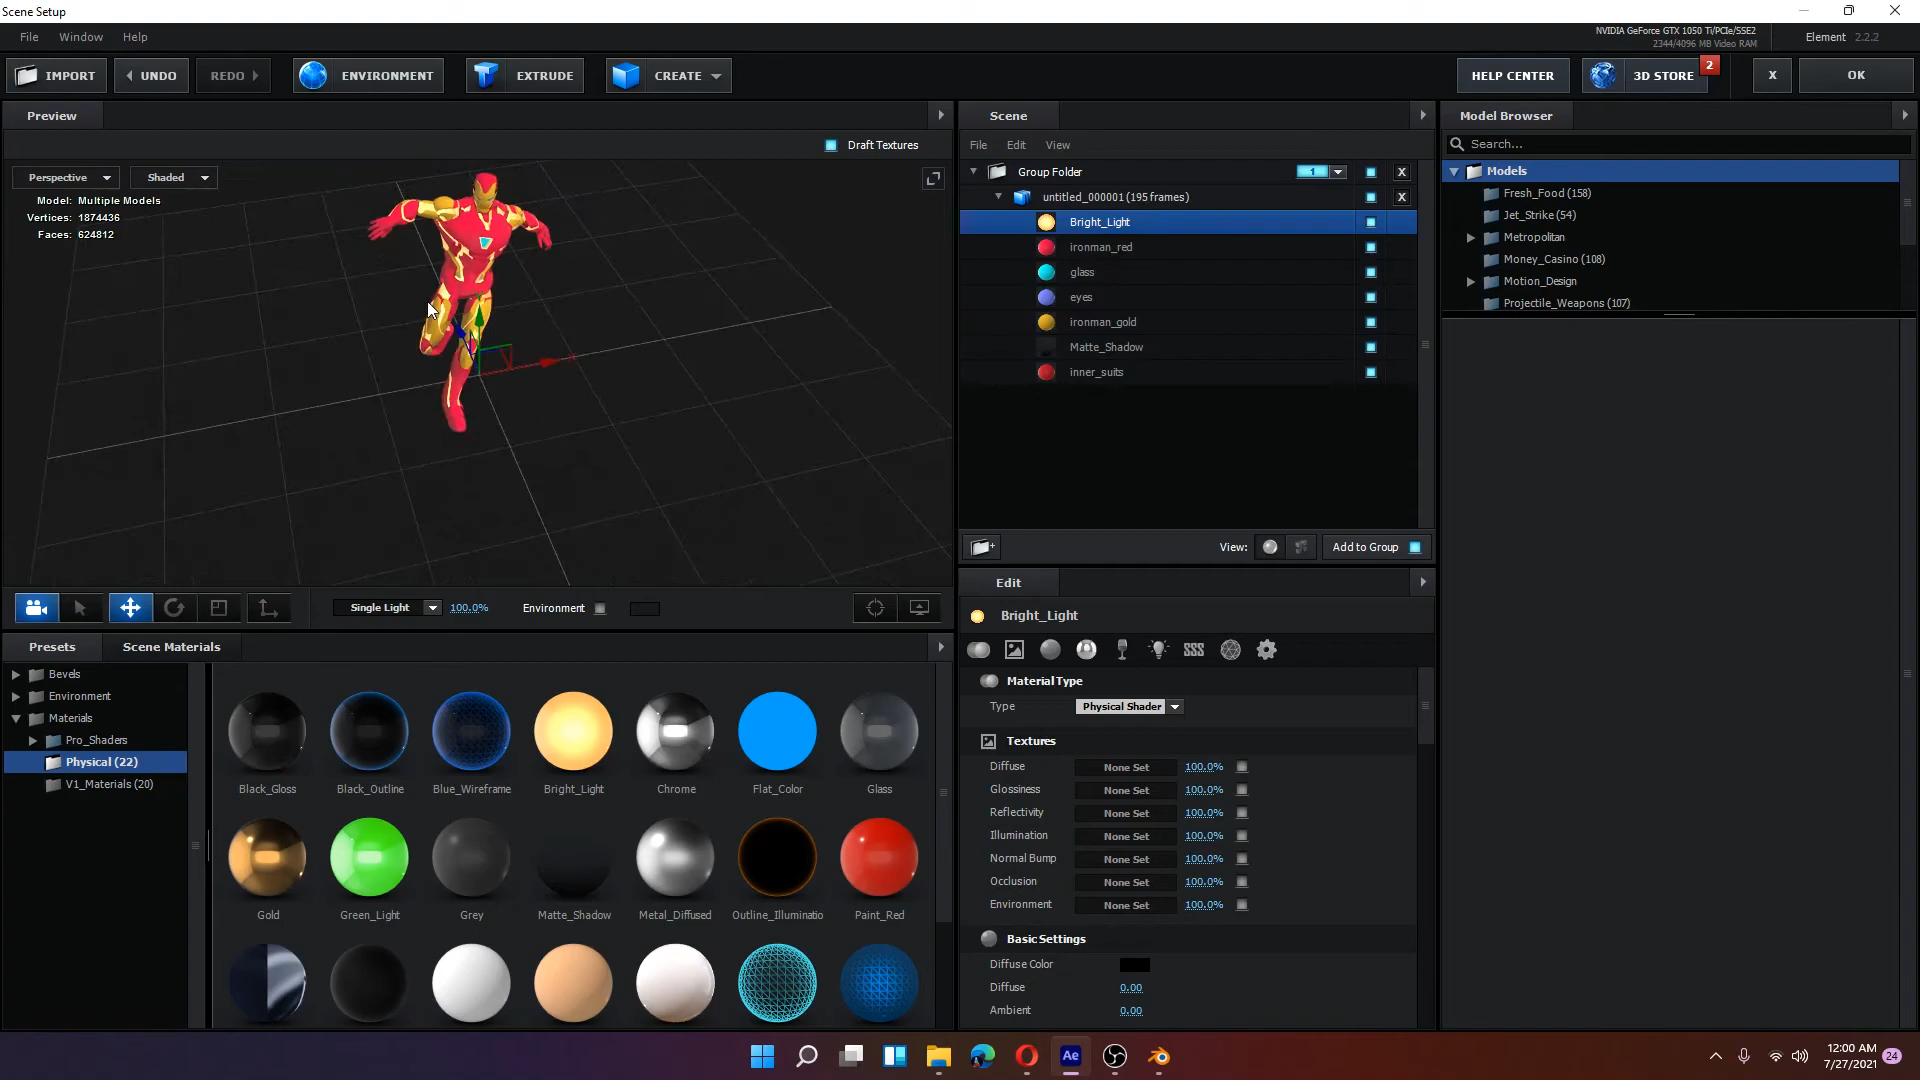 Scene Setup
File Window Help
NVIDIA GeForce GTX 1050 Ti/PCIe/SSE2
2344/4096 MB Video RAM
Element 2.2.2
IMPORT UNDO REDO ENVIRONMENT EXTRUDE CREATE HELP CENTER 3D STORE 2 X OK
Preview
Draft Textures
Perspective Shaded
Model: Multiple Models
Vertices: 1874436
Faces: 624812
Single Light 100.0% Environment
Scene
File Edit View
Group Folder 1 X
untitled_000001 (195 frames) X
Bright_Light
ironman_red
glass
eyes
ironman_gold
Matte_Shadow
inner_suits
View: Add to Group
Model Browser
Search...
Models
Fresh_Food (158)
Jet_Strike (54)
Metropolitan
Money_Casino (108)
Motion_Design
Projectile_Weapons (107)
Presets Scene Materials
Bevels
Environment
Materials
Pro_Shaders
Physical (22)
V1_Materials (20)
Black_Gloss Black_Outline Blue_Wireframe Bright_Light Chrome Flat_Color Glass
Gold Green_Light Grey Matte_Shadow Metal_Diffused Outline_Illuminatio Paint_Red
Edit
Bright_Light
SSS
Material Type
Type Physical Shader
Textures
Diffuse None Set 100.0%
Glossiness None Set 100.0%
Reflectivity None Set 100.0%
Illumination None Set 100.0%
Normal Bump None Set 100.0%
Occlusion None Set 100.0%
Environment None Set 100.0%
Basic Settings
Diffuse Color
Diffuse 0.00
Ambient 0.00
Ae
12:00 AM
7/27/2021
24